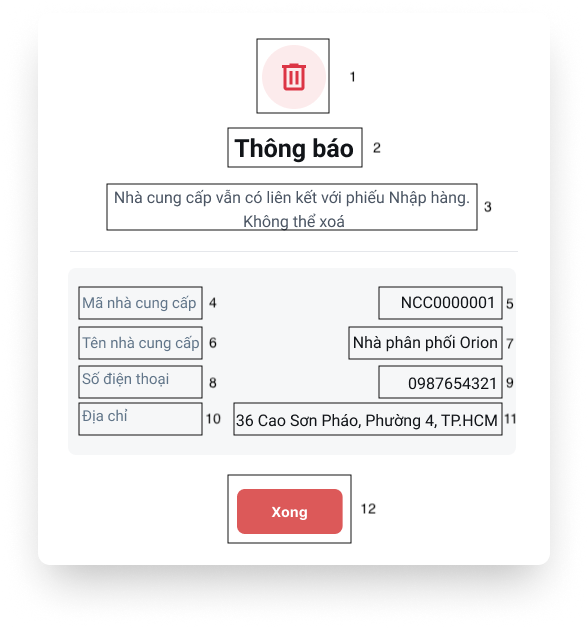 1
Thông báo 2
Nhà cung cấp vẫn có liên kết với phiếu Nhập hàng. 3
Không thể xoá
Mã nhà cung cấp 4 NCC0000001 5
Tên nhà cung cấp 6 Nhà phân phối Orion 7
Số điện thoại 8 0987654321 9
Địa chỉ 10 36 Cao Sơn Pháo, Phường 4, TP.HCM 11
Xong 12